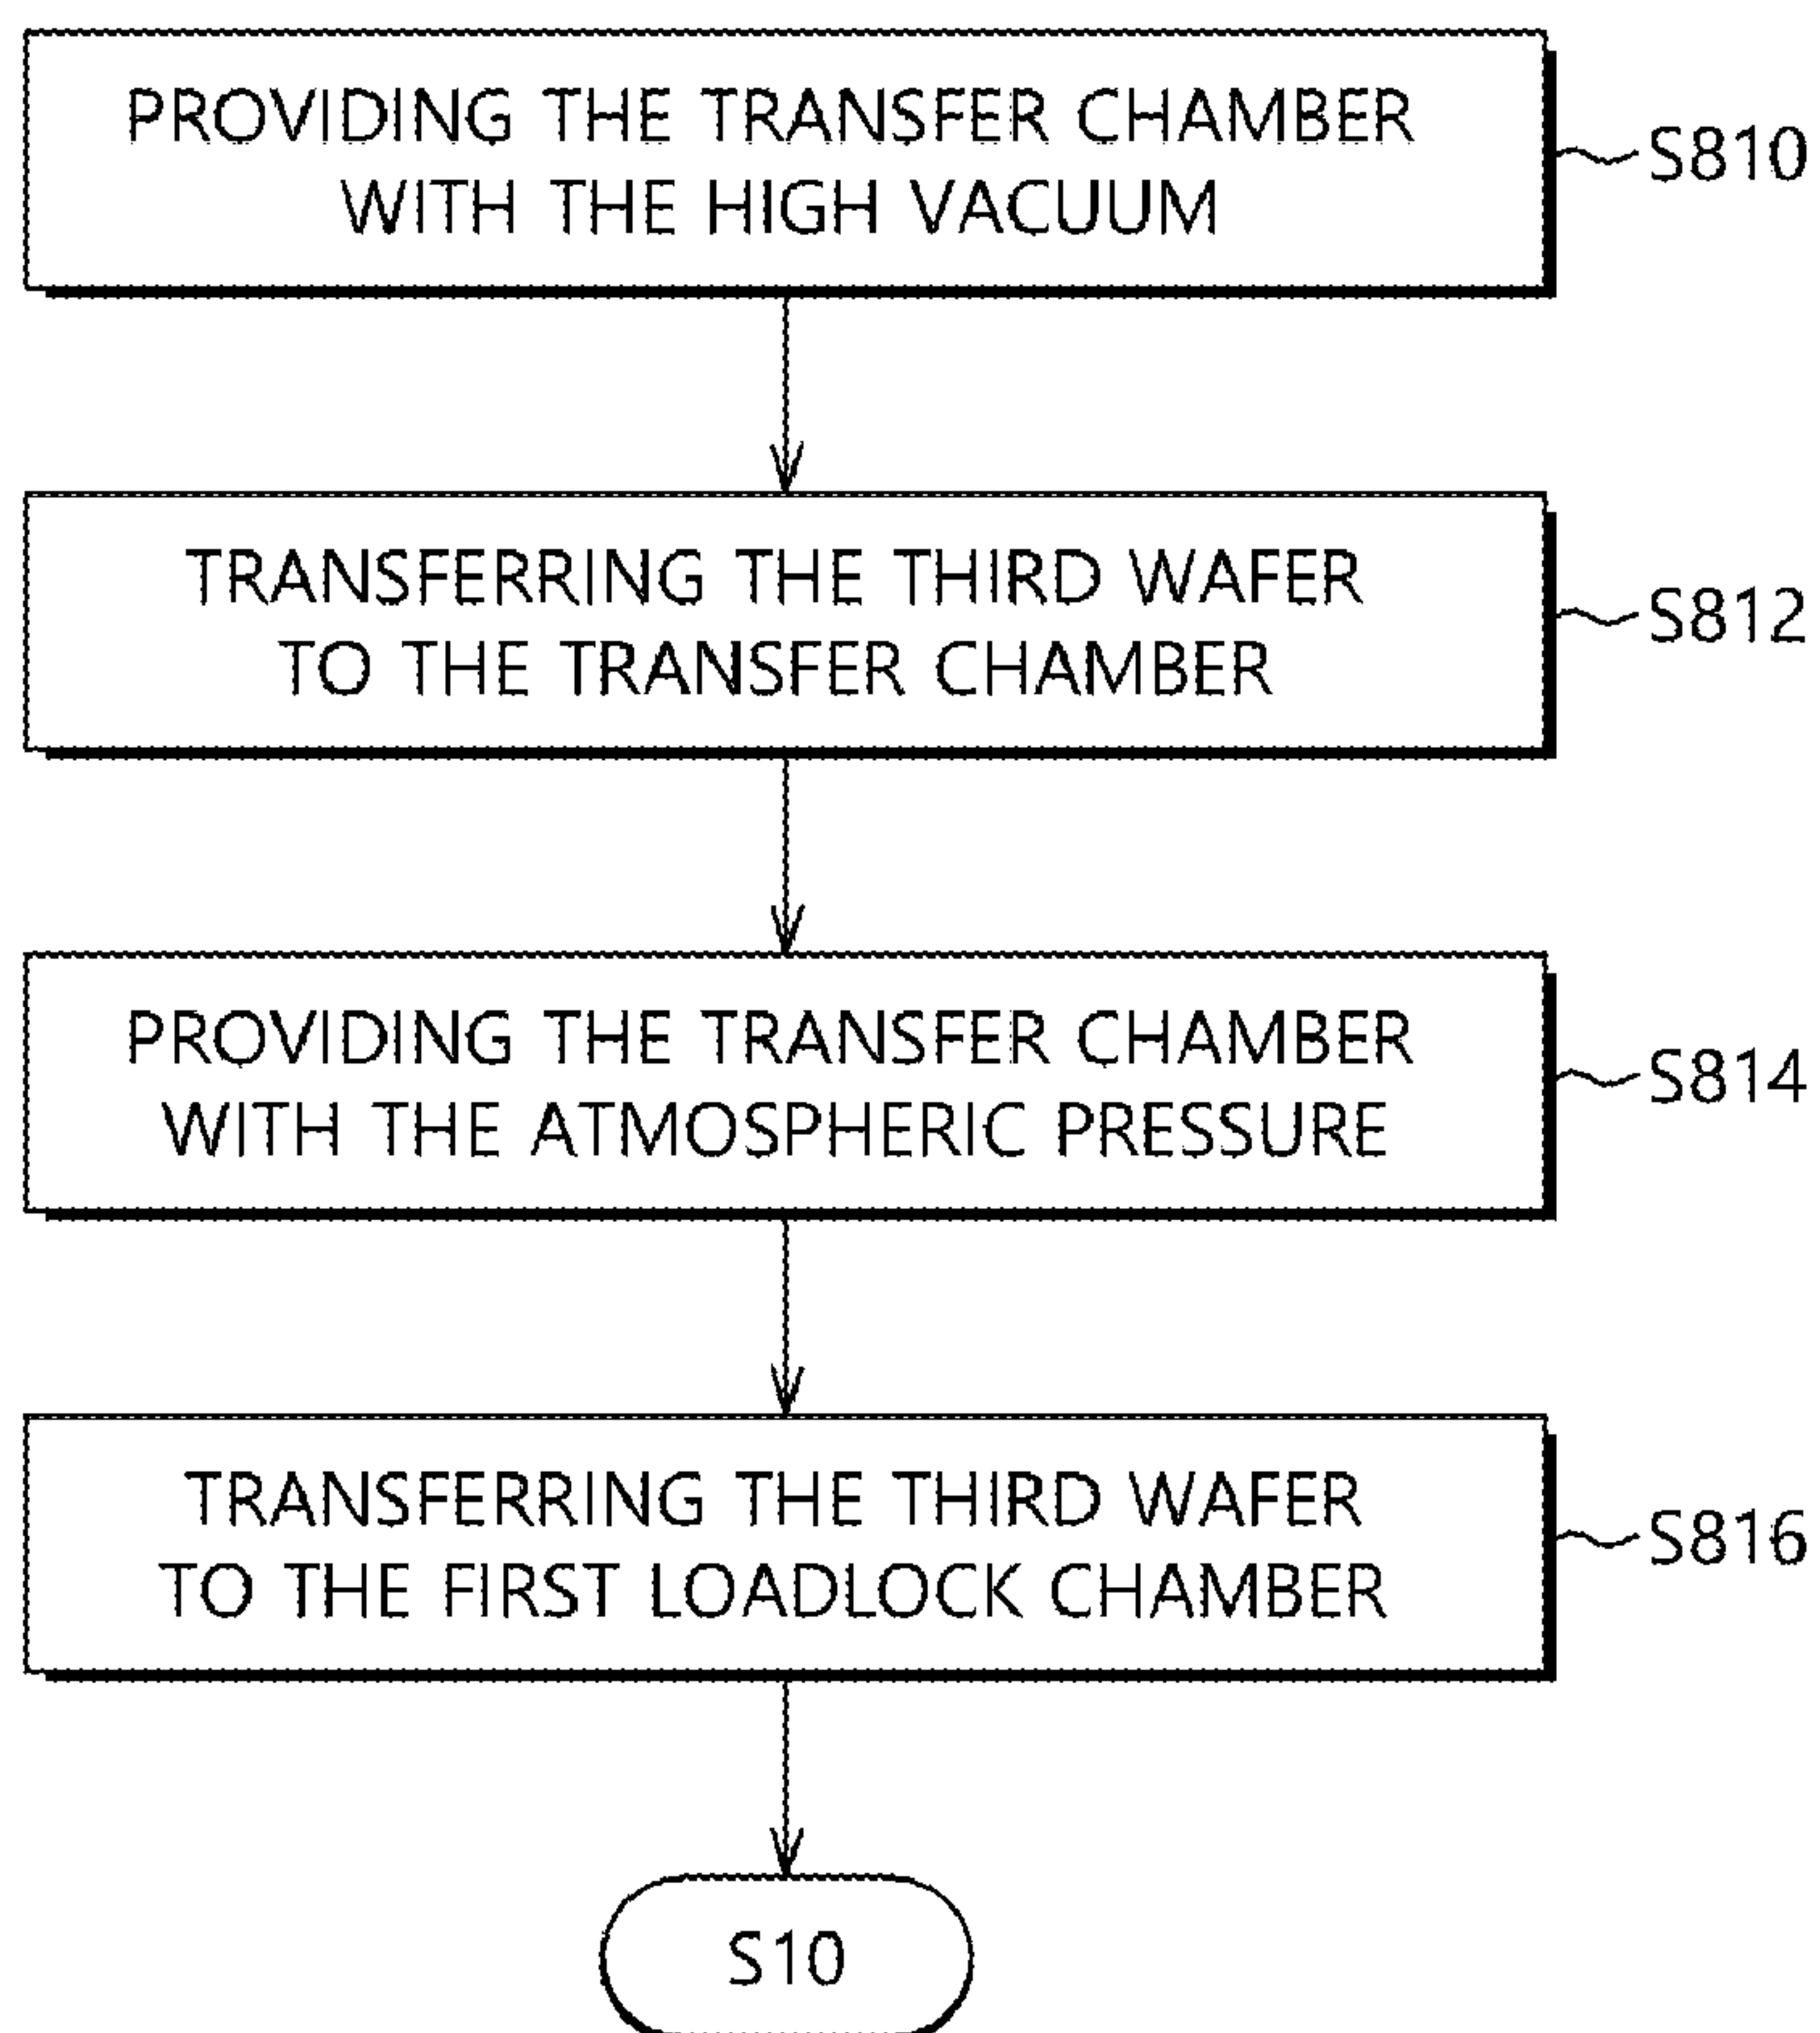 PROVIDING THE TRANSFER CHAMBER
WITH THE HIGH VACUUM
S810
TRANSFERRING THE THIRD WAFER
TO THE TRANSFER CHAMBER
S812
PROVIDING THE TRANSFER CHAMBER
WITH THE ATMOSPHERIC PRESSURE
S814
TRANSFERRING THE THIRD WAFER
TO THE FIRST LOADLOCK CHAMBER
S816
S10